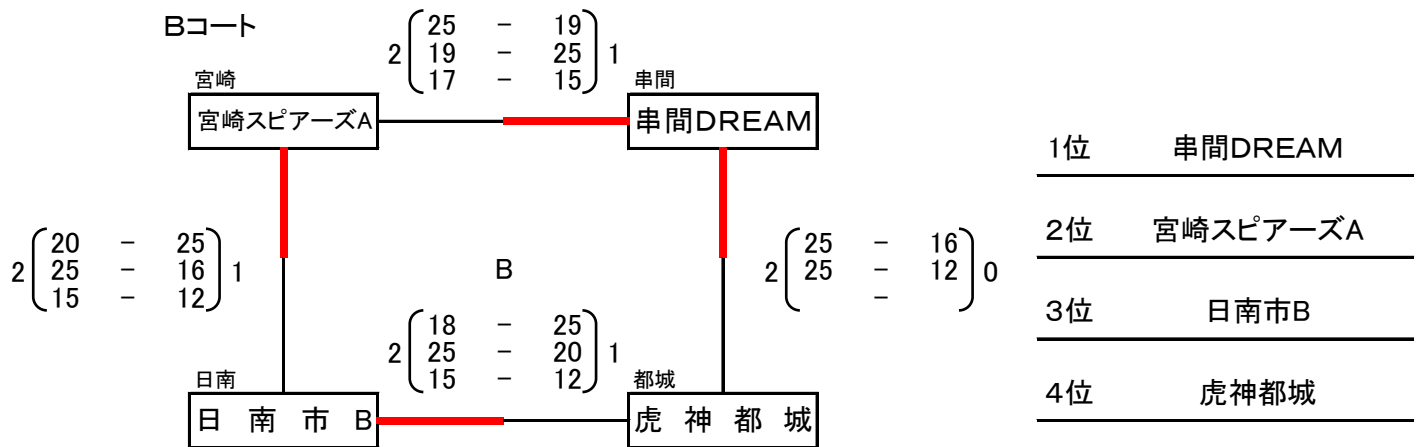 Bコート
2 25 － 19 1
19 － 25
17 － 15
宮崎
宮崎スピアーズA
串間
串間DREAM
2 20 － 25 1
25 － 16
15 － 12
B
2 25 － 16 0
25 － 12
－
2 18 － 25 1
25 － 20
15 － 12
日南
日南市B
都城
虎神都城
1位 串間DREAM
2位 宮崎スピアーズA
3位 日南市B
4位 虎神都城